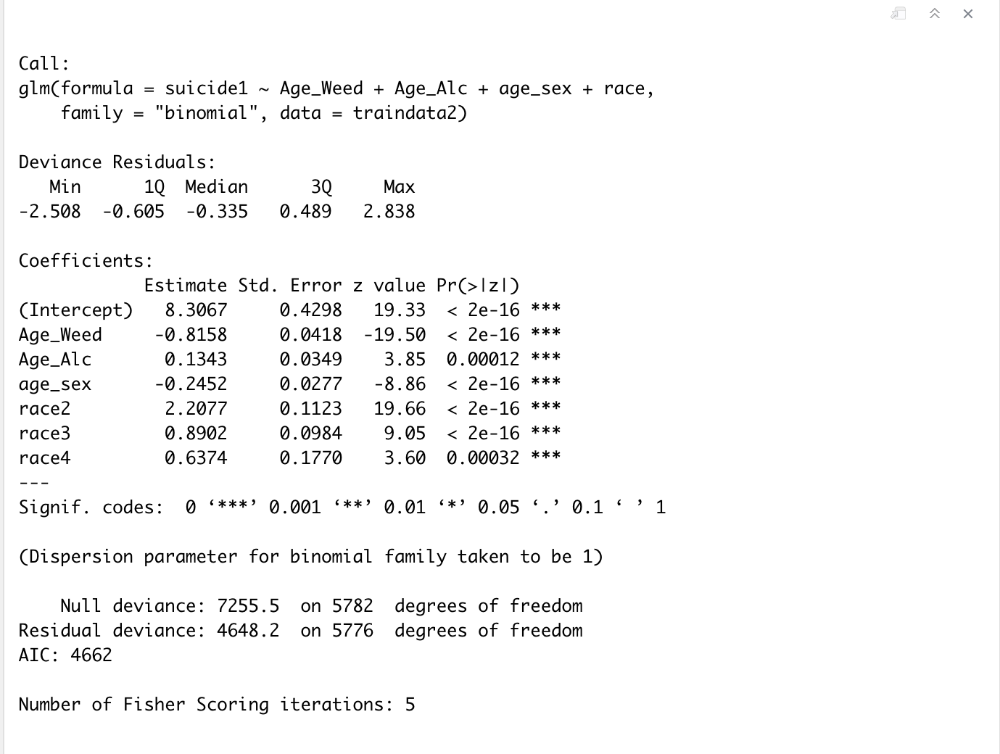 Call:
glm(formula = suicide1 ~ Age_Weed + Age_Alc + age_sex + race,
    family = "binomial", data = traindata2)

Deviance Residuals:
   Min      1Q  Median      3Q     Max
-2.508  -0.605  -0.335   0.489   2.838

Coefficients:
            Estimate Std. Error z value Pr(>|z|)
(Intercept)   8.3067     0.4298   19.33  < 2e-16 ***
Age_Weed     -0.8158     0.0418  -19.50  < 2e-16 ***
Age_Alc       0.1343     0.0349    3.85  0.00012 ***
age_sex      -0.2452     0.0277   -8.86  < 2e-16 ***
race2         2.2077     0.1123   19.66  < 2e-16 ***
race3         0.8902     0.0984    9.05  < 2e-16 ***
race4         0.6374     0.1770    3.60  0.00032 ***
---
Signif. codes:  0 ‘***’ 0.001 ‘**’ 0.01 ‘*’ 0.05 ‘.’ 0.1 ‘ ’ 1

(Dispersion parameter for binomial family taken to be 1)

    Null deviance: 7255.5  on 5782  degrees of freedom
Residual deviance: 4648.2  on 5776  degrees of freedom
AIC: 4662

Number of Fisher Scoring iterations: 5